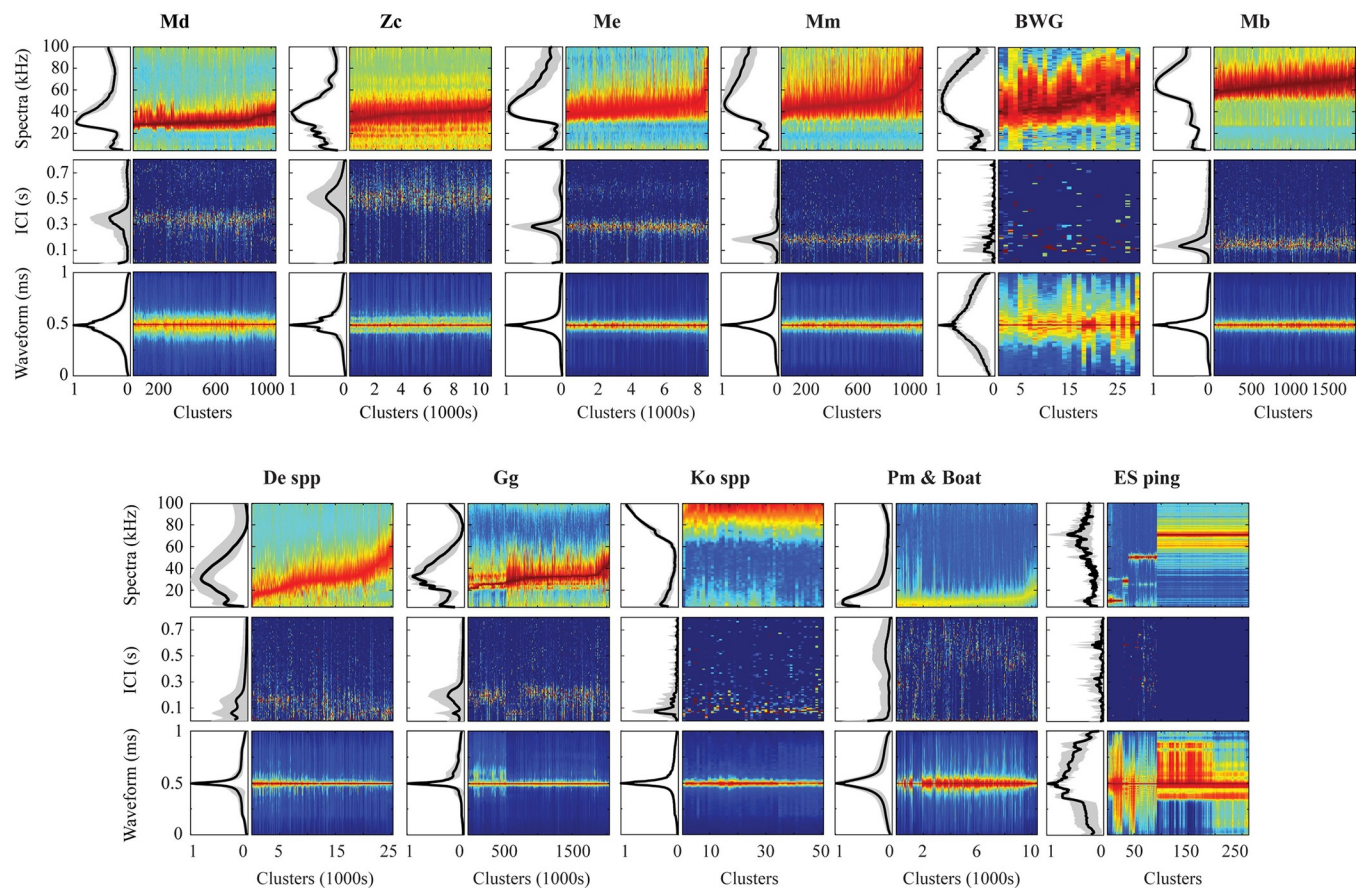 Md Zc Me Mm BWG Mb
Spectra (kHz) 100 80 60 40 20
ICI (s) 0.7 0.5 0.3 0.1
Waveform (ms) 1 0.5 0
1 0 200 600 1000 1 0 2 4 6 8 10 1 0 2 4 6 8 1 0 200 600 1000 1 0 5 15 25 1 0 500 1000 1500
Clusters Clusters (1000s) Clusters (1000s) Clusters Clusters Clusters
De spp Gg Ko spp Pm & Boat ES ping
Spectra (kHz) 100 80 60 40 20
ICI (s) 0.7 0.5 0.3 0.1
Waveform (ms) 1 0.5 0
1 0 5 15 25 1 0 500 1500 1 0 10 30 50 1 0 2 6 10 1 0 50 150 250
Clusters (1000s) Clusters (1000s) Clusters Clusters (1000s) Clusters